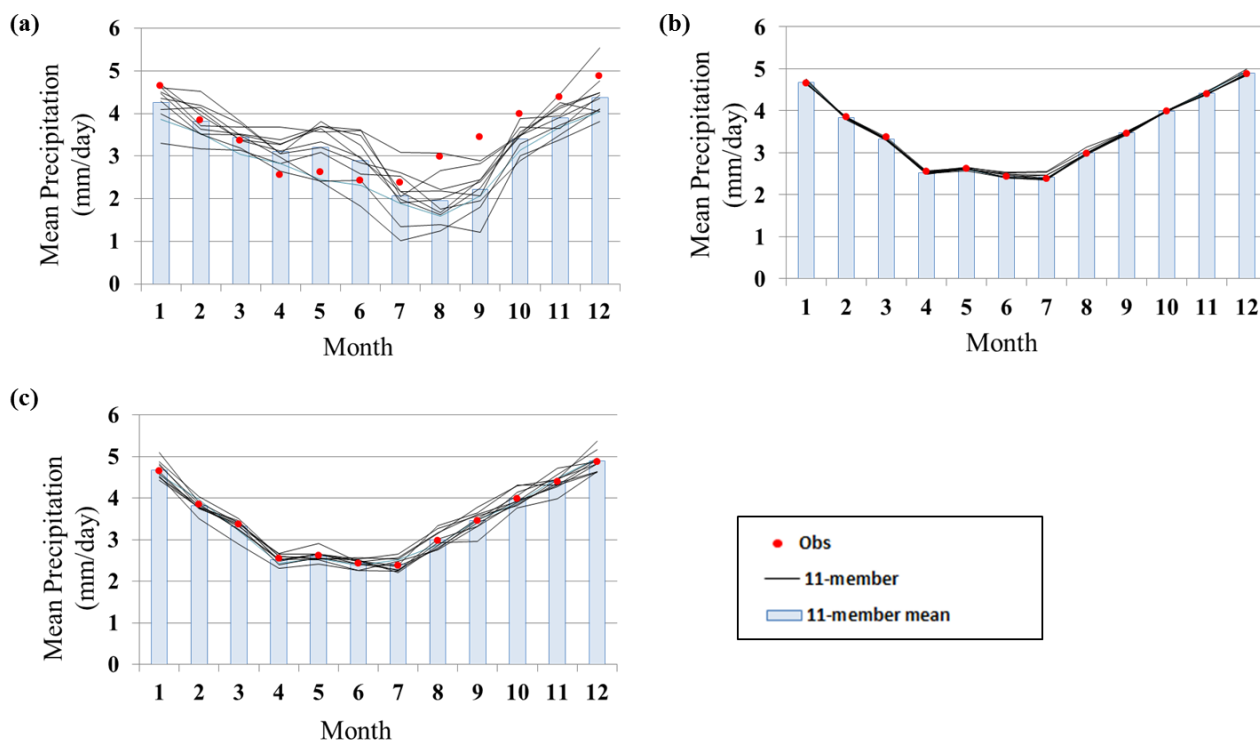 (a)
Mean Precipitation
(mm/day)
6
5
4
3
2
1
0
1 2 3 4 5 6 7 8 9 10 11 12
Month
(b)
Mean Precipitation
(mm/day)
6
5
4
3
2
1
0
1 2 3 4 5 6 7 8 9 10 11 12
Month
(c)
Mean Precipitation
(mm/day)
6
5
4
3
2
1
0
1 2 3 4 5 6 7 8 9 10 11 12
Month
Obs
11-member
11-member mean